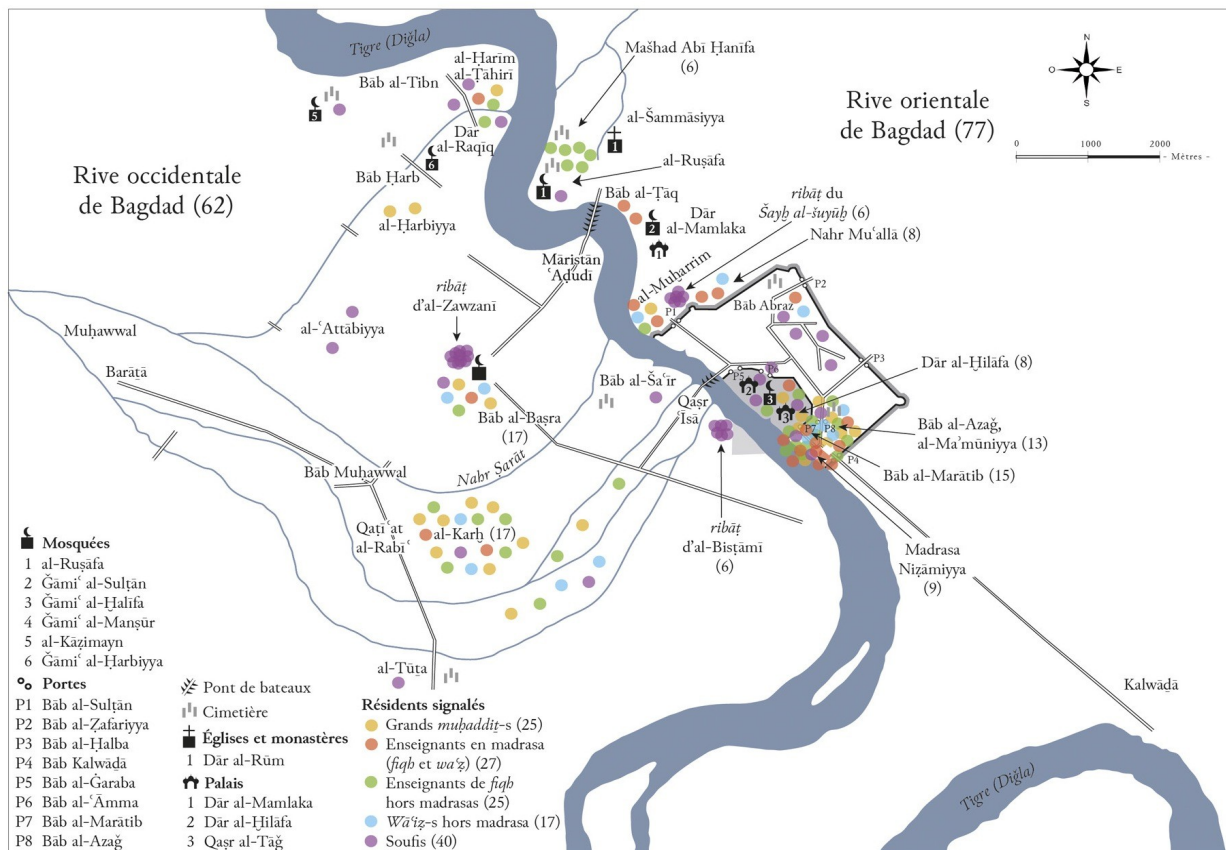 Tigre (Diǧla)
Mašhad Abī Ḥanīfa
(6)
N
O
E
S
al-Ḥarīm
al-Ṭāhirī
Bāb al-Tibn
al-Šammāsiyya
Rive orientale
de Bagdad (77)
5
1
0
1000
2000
- Mètres -
Dār
al-Raqīq
6
al-Ruṣāfa
Rive occidentale
de Bagdad (62)
Bāb Ḥarb
1
Bāb al-Ṭāq
ribāṭ du
Šayḫ al-šuyūḫ (6)
al-Ḥarbiyya
2
Dār
al-Mamlaka
Nahr Muʿallā (8)
1
Māristān
ʿAḍudī
al-Muḫarrim
P2
ribāṭ
d'al-Zawzanī
Bāb Abraz
P1
Muḥawwal
al-ʿAttābiyya
P3
Dār al-Ḫilāfa (8)
Barāṯā
Bāb al-Šaʿīr
P5
P6
2
3
Qaṣr
ʿĪsā
3
Bāb al-Baṣra
(17)
P7
P8
Bāb al-Azaǧ,
al-Maʾmūniyya (13)
P4
Bāb al-Marātib (15)
Nahr Ṣarāt
Bāb Muḥawwal
ribāṭ
d'al-Bisṭāmī
(6)
Qaṭīʿat
al-Rabīʿ
al-Karḫ (17)
Madrasa
Niẓāmiyya
(9)
al-Tūṯa
Kalwāḏā
Tigre (Diǧla)
Mosquées
1 al-Ruṣāfa
2 Ǧāmiʿ al-Sulṭān
3 Ǧāmiʿ al-Ḫalīfa
4 Ǧāmiʿ al-Manṣūr
5 al-Kāẓimayn
6 Ǧāmiʿ al-Ḥarbiyya
Portes
P1 Bāb al-Sulṭān
P2 Bāb al-Ẓafariyya
P3 Bāb al-Ḥalba
P4 Bāb Kalwāḏā
P5 Bāb al-Ġaraba
P6 Bāb al-ʿĀmma
P7 Bāb al-Marātib
P8 Bāb al-Azaǧ
Pont de bateaux
Cimetière
Églises et monastères
1 Dār al-Rūm
Palais
1 Dār al-Mamlaka
2 Dār al-Ḫilāfa
3 Qaṣr al-Tāǧ
Résidents signalés
Grands muḥaddiṯ-s (25)
Enseignants en madrasa
(fiqh et waʿẓ) (27)
Enseignants de fiqh
hors madrasas (25)
Wāʿiẓ-s hors madrasa (17)
Soufis (40)